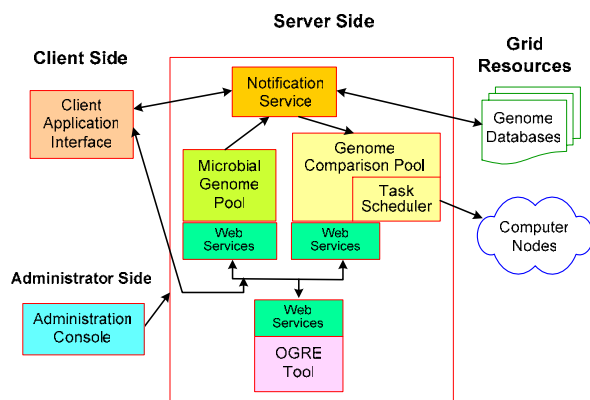 Server Side
Client Side
Grid
Resources
Notification
Service
Client
Application
Interface
Genome
Databases
Microbial
Genome
Pool
Genome
Comparison Pool
Task
Scheduler
Web
Services
Web
Services
Computer
Nodes
Administrator Side
Administration
Console
Web
Services
OGRE
Tool